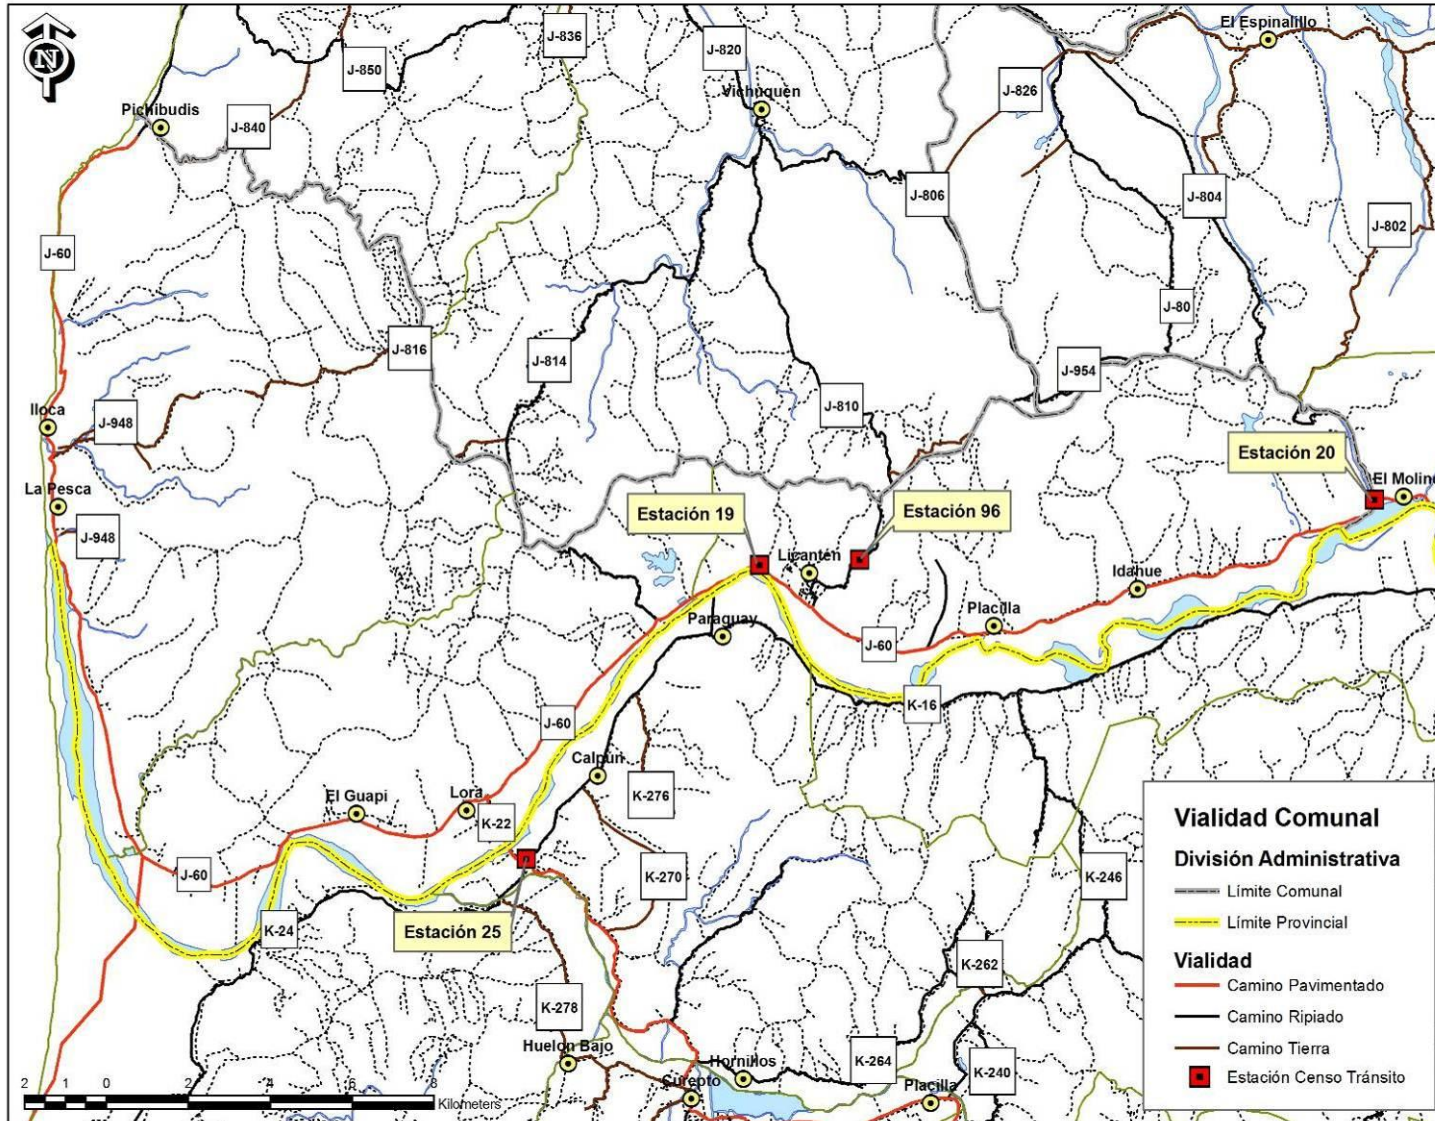 N
J-850
J-836
J-820
El Espinalillo
Pichibudis
J-840
Vichuquen
J-826
J-806
J-804
J-802
J-60
J-80
J-816
J-814
J-954
J-810
Iloca
J-948
Estación 20
El Molino
La Pesca
J-948
Estación 19
Estación 96
Licantén
Idahue
Placilla
Paraguay
J-60
K-16
J-60
Calpún
K-276
El Guapi
Lora
K-22
J-60
K-270
K-246
K-24
Estación 25
K-262
K-278
Huelon Bajo
Hornillos
K-264
K-240
Curepto
Placilla
2 1 0 2 4 6 8
Kilometers
Vialidad Comunal
División Administrativa
Límite Comunal
Límite Provincial
Vialidad
Camino Pavimentado
Camino Ripiado
Camino Tierra
Estación Censo Tránsito